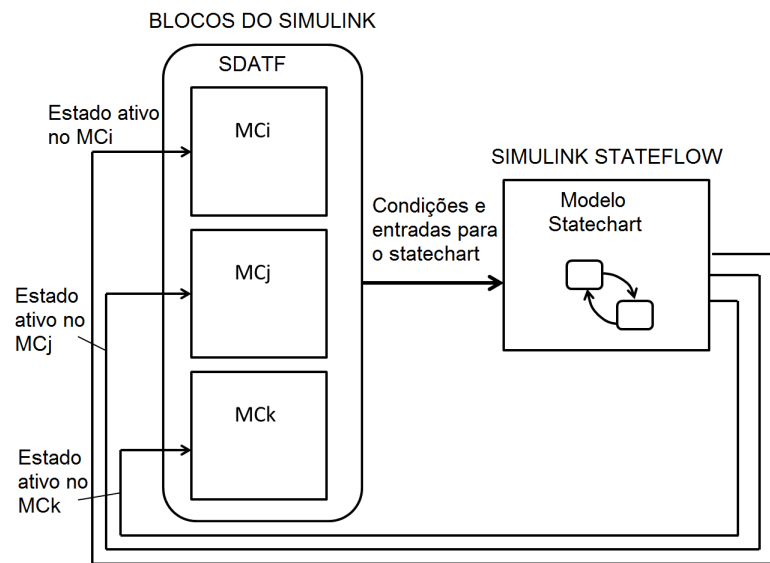 BLOCOS DO SIMULINK
SDATF
Estado ativo
no MCi
MCi
SIMULINK STATEFLOW
Condições e
entradas para
o statechart
Modelo
Statechart
MCj
Estado
ativo no
MCj
MCk
Estado
ativo no
MCk